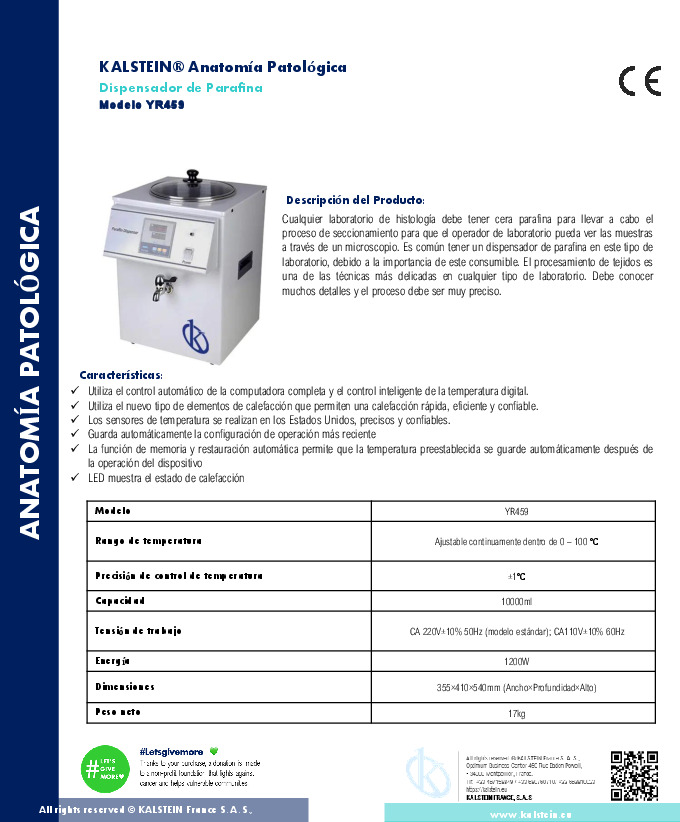 KALSTEIN® Anatomía Patológica
Dispensador de Parafina
Modelo YR459
CE
ANATOMÍA PATOLÓGICA
Paraffin Dispenser
Descripción del Producto:
Cualquier laboratorio de histología debe tener cera parafina para llevar a cabo el
proceso de seccionamiento para que el operador de laboratorio pueda ver las muestras
a través de un microscopio. Es común tener un dispensador de parafina en este tipo de
laboratorio, debido a la importancia de este consumible. El procesamiento de tejidos es
una de las técnicas más delicadas en cualquier tipo de laboratorio. Debe conocer
muchos detalles y el proceso debe ser muy preciso.
Características:
✓ Utiliza el control automático de la computadora completa y el control inteligente de la temperatura digital.
✓ Utiliza el nuevo tipo de elementos de calefacción que permiten una calefacción rápida, eficiente y confiable.
✓ Los sensores de temperatura se realizan en los Estados Unidos, precisos y confiables.
✓ Guarda automáticamente la configuración de operación más reciente
✓ La función de memoria y restauración automática permite que la temperatura preestablecida se guarde automáticamente después de
la operación del dispositivo
✓ LED muestra el estado de calefacción
Modelo YR459
Rango de temperatura Ajustable continuamente dentro de 0 – 100 ℃
Precisión de control de temperatura ±1℃
Capacidad 10000ml
Tensión de trabajo CA 220V±10% 50Hz (modelo estándar); CA110V±10% 60Hz
Energía 1200W
Dimensiones 355×410×540mm (Ancho×Profundidad×Alto)
Peso neto 17kg
# LET'S
GIVE
MORE
#Letsgivemore
Thanks to your purchase, a donation is made
to a non-profit foundation that fights against
cancer and helps vulnerable communities
All rights reserved © KALSTEIN France S. A. S.,
Optimum Business Center 450 Rue Baden Powell,
34000 Montpellier, France.
https://kalstein.eu
KALSTEIN FRANCE, S.A.S
All rights reserved © KALSTEIN France S. A. S.,
www.kalstein.eu